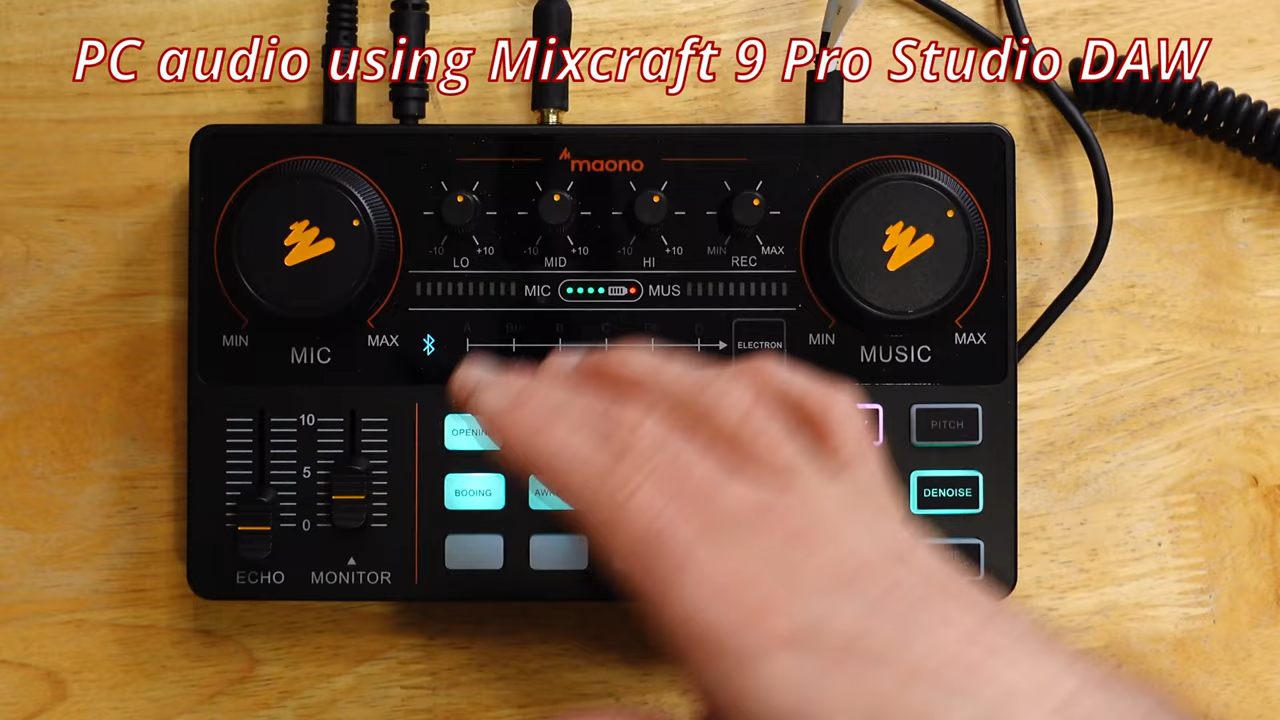 PC audio using Mixcraft 9 Pro Studio DAW
maono
-10 +10 -10 +10 -10 +10 MIN MAX
LO MID HI REC
MIC MUS
MIN MAX
MIC
A B C D
ELECTRON
MIN MAX
MUSIC
10
5
0
ECHO MONITOR
BOOING
PITCH
DENOISE